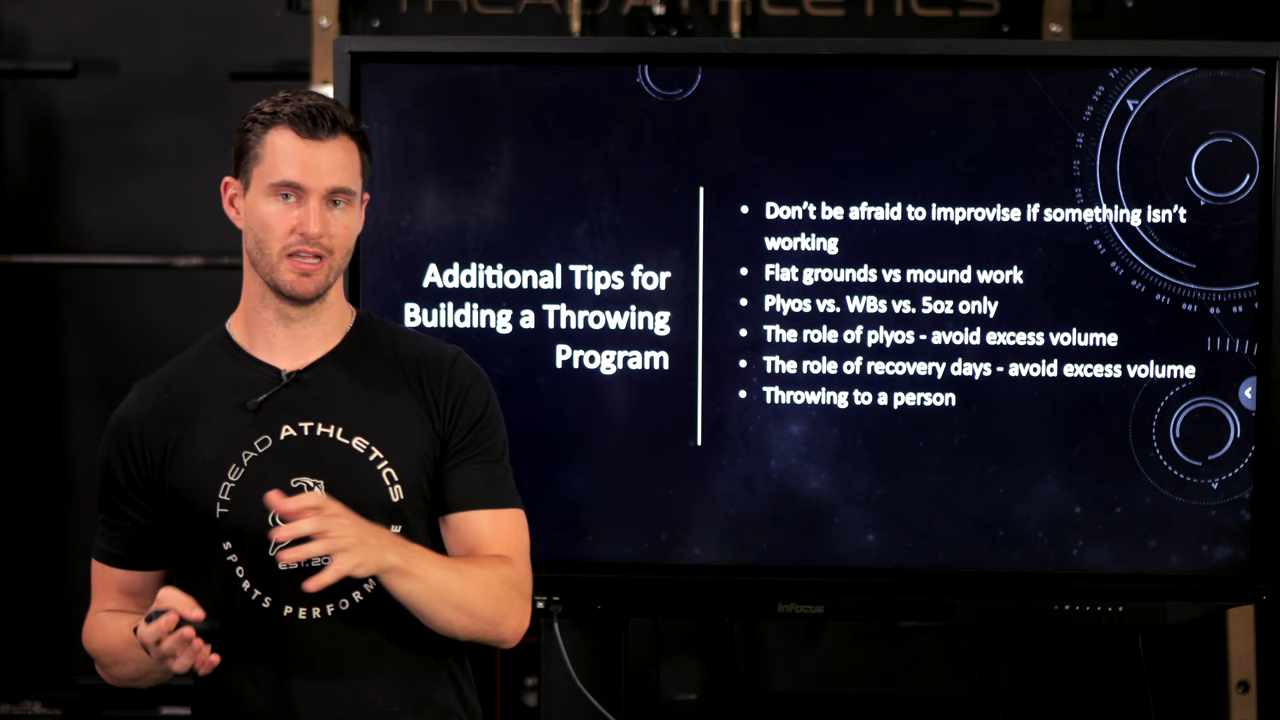 TREAD ATHLETICS
Additional Tips for
Building a Throwing
Program
• Don't be afraid to improvise if something isn't
working
• Flat grounds vs mound work
• Plyos vs. WBs vs. 5oz only
• The role of plyos - avoid excess volume
• The role of recovery days - avoid excess volume
• Throwing to a person
TREAD ATHLETICS
EST. 20
SPORTS PERFORM
E
InFocus